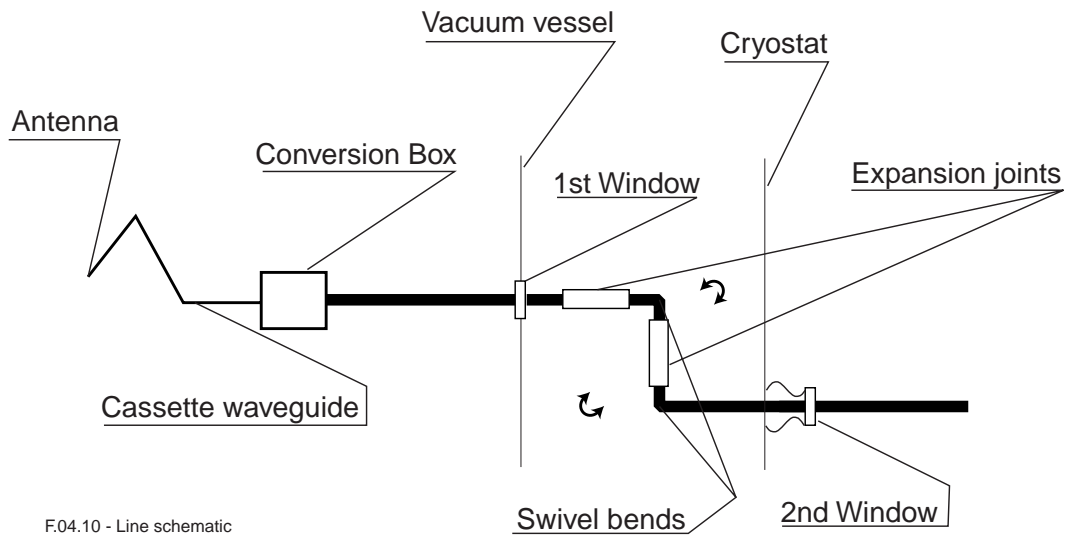 Vacuum vessel
Cryostat
Antenna
Conversion Box
1st Window
Expansion joints
Cassette waveguide
F.04.10 - Line schematic
Swivel bends
2nd Window